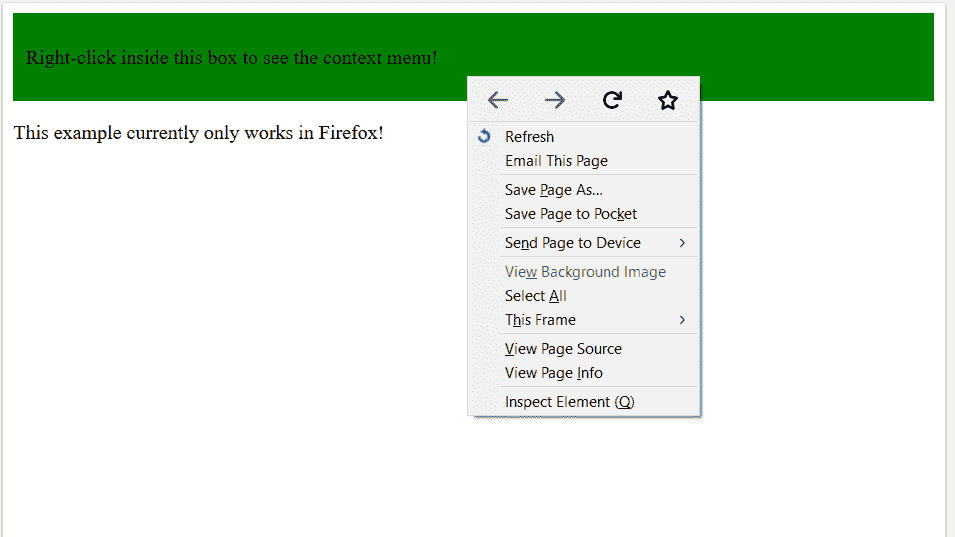 Right-click inside this box to see the context menu!
This example currently only works in Firefox!
Refresh
Email This Page
Save Page As...
Save Page to Pocket
Send Page to Device
View Background Image
Select All
This Frame
View Page Source
View Page Info
Inspect Element (Q)